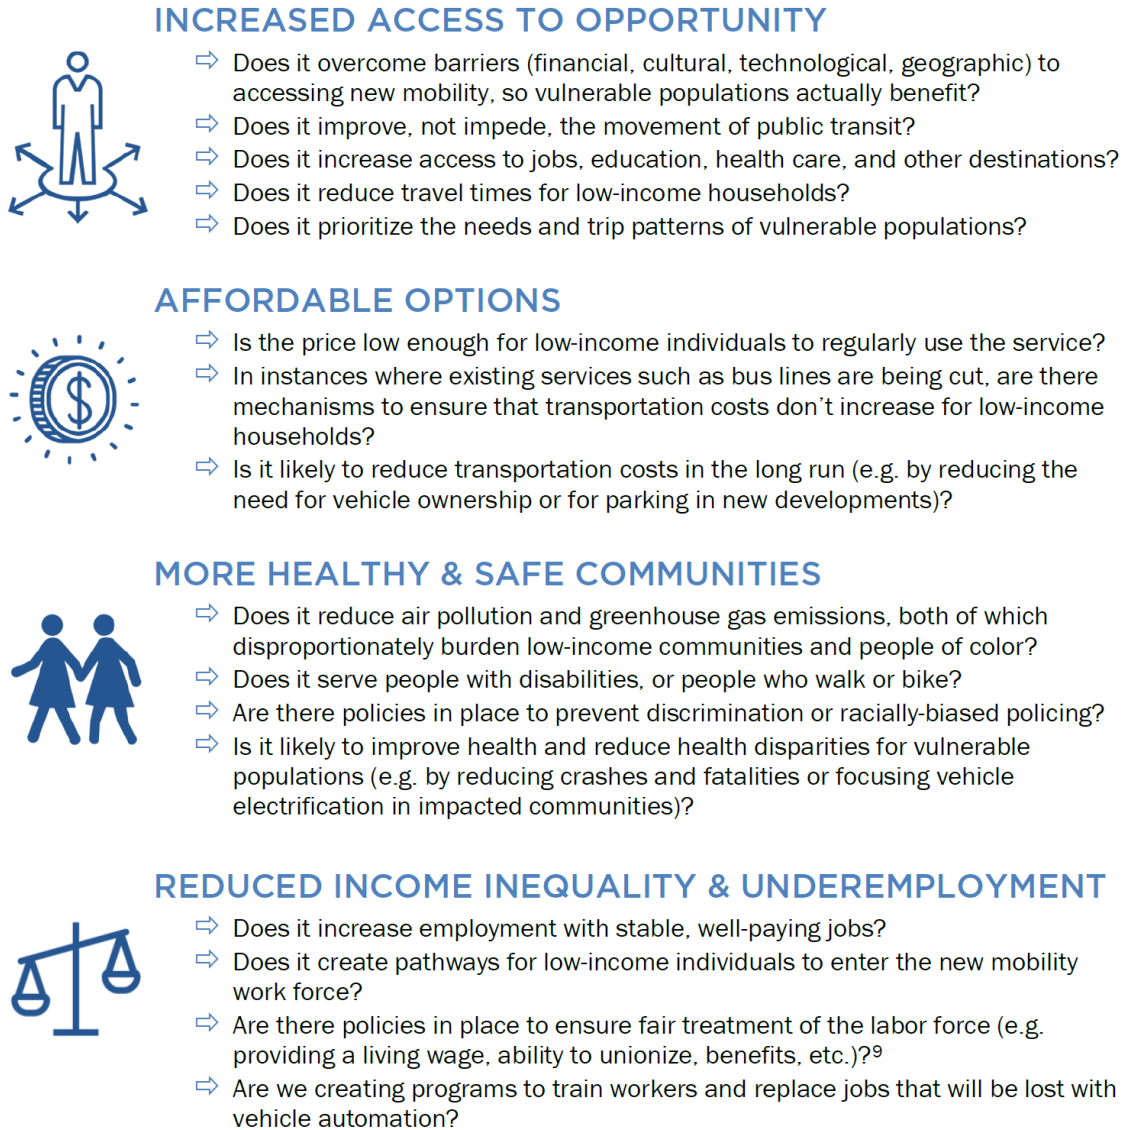 INCREASED ACCESS TO OPPORTUNITY
⇨ Does it overcome barriers (financial, cultural, technological, geographic) to
accessing new mobility, so vulnerable populations actually benefit?
⇨ Does it improve, not impede, the movement of public transit?
⇨ Does it increase access to jobs, education, health care, and other destinations?
⇨ Does it reduce travel times for low-income households?
⇨ Does it prioritize the needs and trip patterns of vulnerable populations?
AFFORDABLE OPTIONS
$
⇨ Is the price low enough for low-income individuals to regularly use the service?
⇨ In instances where existing services such as bus lines are being cut, are there
mechanisms to ensure that transportation costs don’t increase for low-income
households?
⇨ Is it likely to reduce transportation costs in the long run (e.g. by reducing the
need for vehicle ownership or for parking in new developments)?
MORE HEALTHY & SAFE COMMUNITIES
⇨ Does it reduce air pollution and greenhouse gas emissions, both of which
disproportionately burden low-income communities and people of color?
⇨ Does it serve people with disabilities, or people who walk or bike?
⇨ Are there policies in place to prevent discrimination or racially-biased policing?
⇨ Is it likely to improve health and reduce health disparities for vulnerable
populations (e.g. by reducing crashes and fatalities or focusing vehicle
electrification in impacted communities)?
REDUCED INCOME INEQUALITY & UNDEREMPLOYMENT
⇨ Does it increase employment with stable, well-paying jobs?
⇨ Does it create pathways for low-income individuals to enter the new mobility
work force?
⇨ Are there policies in place to ensure fair treatment of the labor force (e.g.
providing a living wage, ability to unionize, benefits, etc.)?⁹
⇨ Are we creating programs to train workers and replace jobs that will be lost with
vehicle automation?